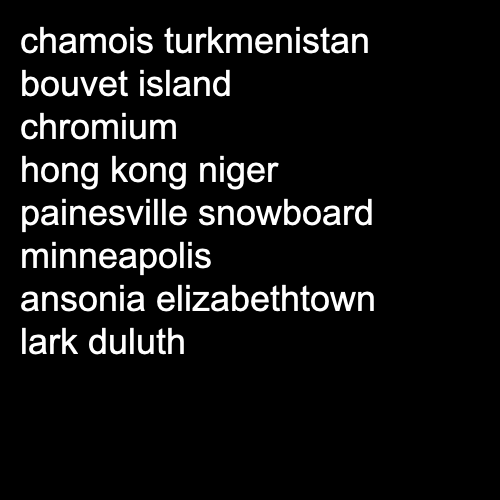 chamois turkmenistan
bouvet island
chromium
hong kong niger
painesville snowboard
minneapolis
ansonia elizabethtown
lark duluth